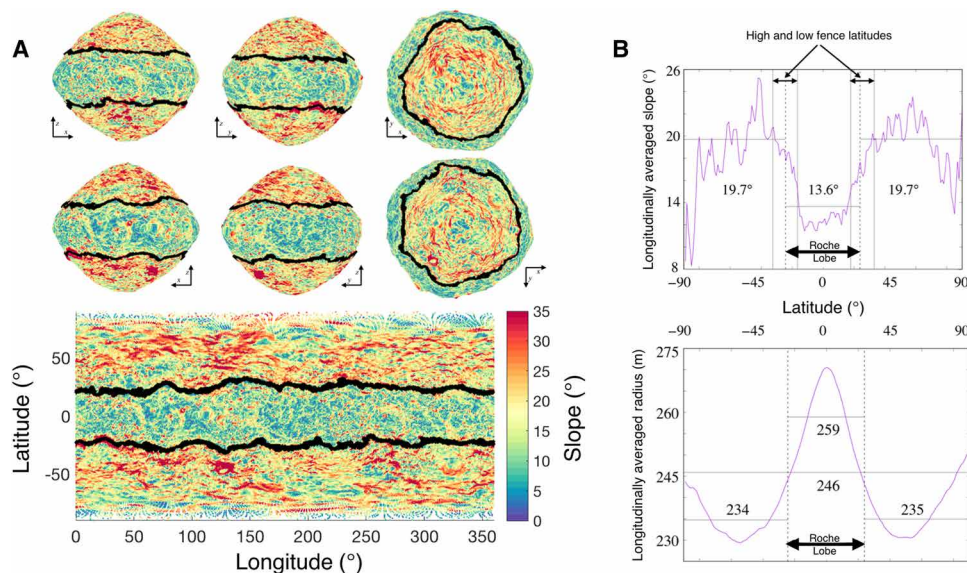 A
B
High and low fence latitudes
Longitudinally averaged slope (°)
26
20
14
8
19.7°
13.6°
19.7°
Roche
Lobe
−90
−45
0
45
90
Latitude (°)
z
x
z
y
y
x
z
x
z
y
x
y
Latitude (°)
50
0
-50
0
50
100
150
200
250
300
350
Longitude (°)
35
30
25
20
15
10
5
0
Slope (°)
−90
−45
0
45
90
Longitudinally averaged radius (m)
275
260
245
230
259
246
234
235
Roche
Lobe